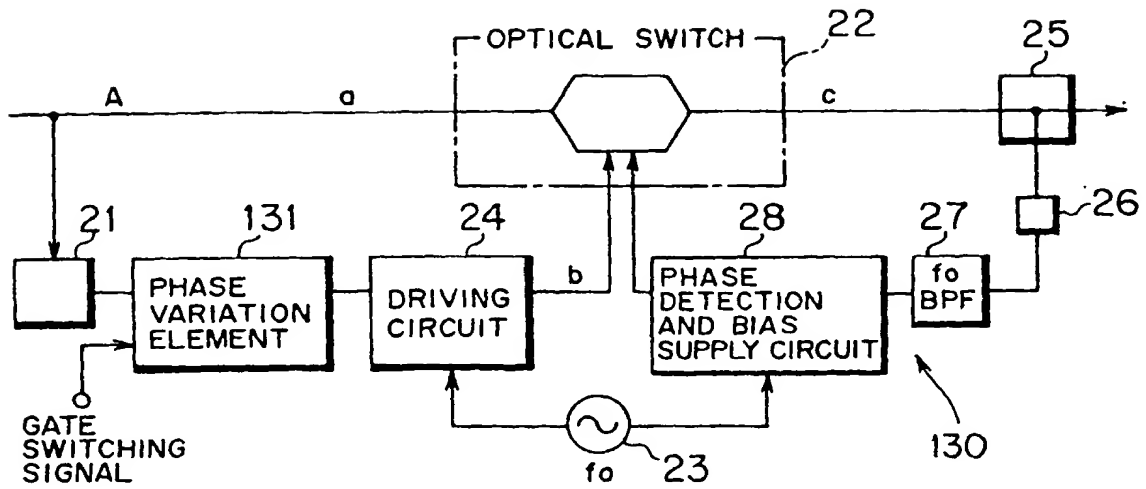 OPTICAL SWITCH
22
25
A
a
c
21
131
24
28
27
26
PHASE
VARIATION
ELEMENT
DRIVING
CIRCUIT
b
PHASE
DETECTION
AND BIAS
SUPPLY CIRCUIT
fo
BPF
GATE
SWITCHING
SIGNAL
fo
23
130